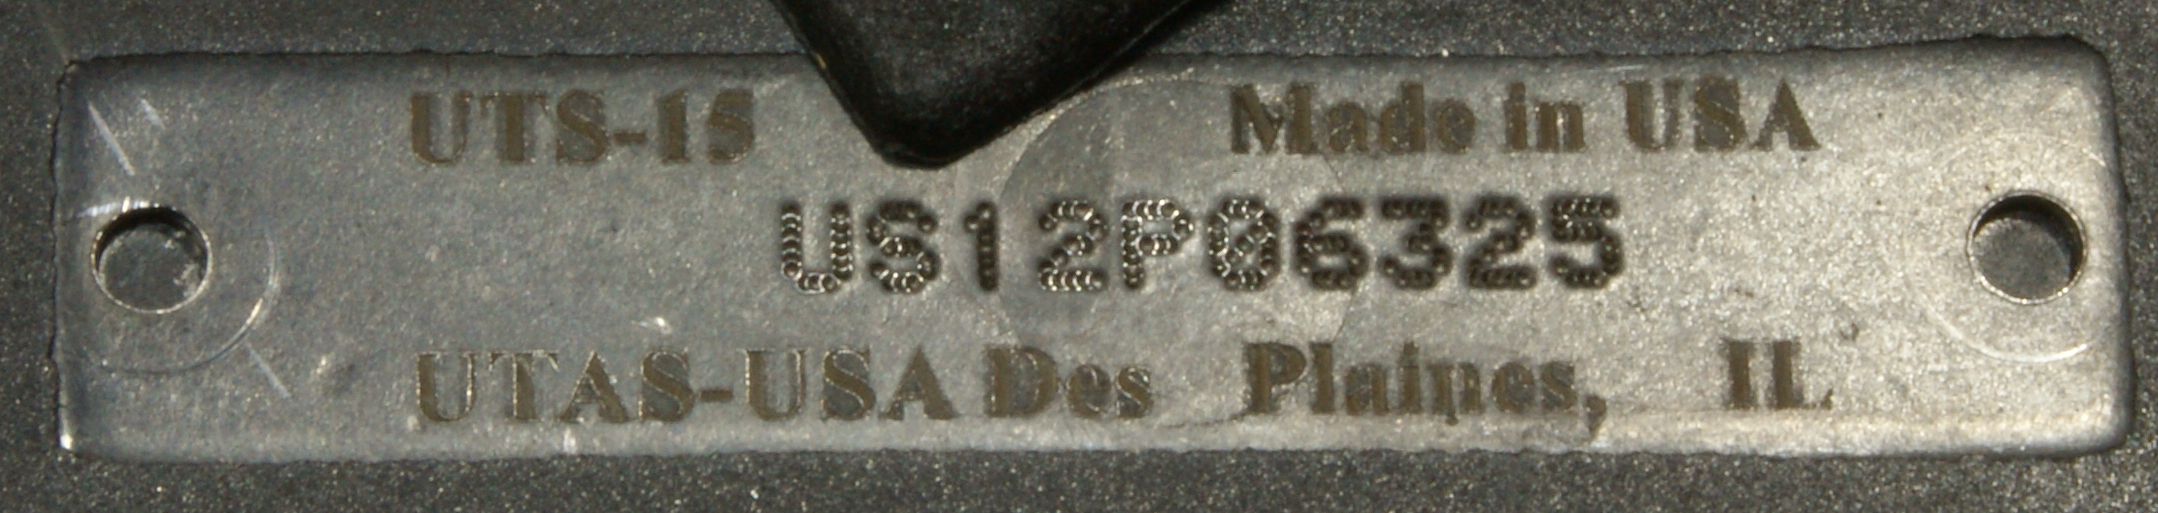 UTS-15 Made in USA
US12P06325
UTAS-USA Des Plaines, IL